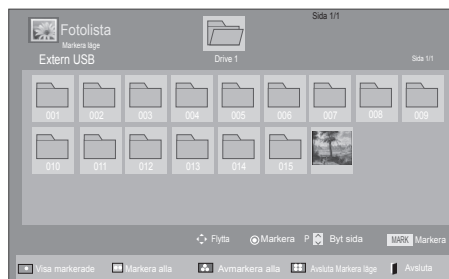 Sida 1/1
Fotolista
Markera läge
Extern USB
Drive 1
Sida 1/1
001 002 003 004 005 006 007 008 009
010 011 012 013 014 015
Flytta Markera P Byt sida MARK Markera
Visa markerade Markera alla Avmarkera alla Avsluta Markera läge Avsluta